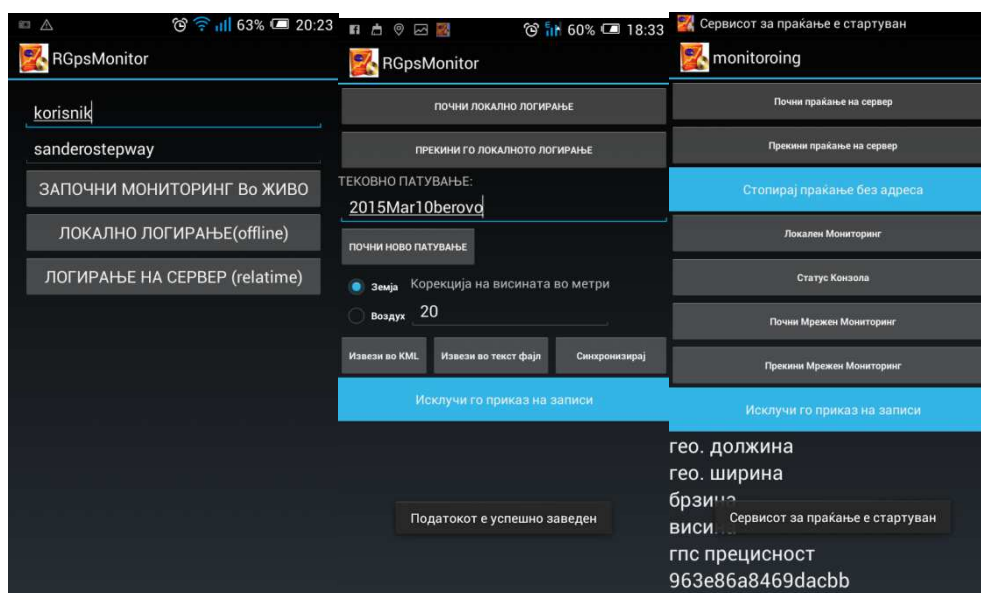 63% 20:23
RGpsMonitor
korisnik
sanderostepway
ЗАПОЧНИ МОНИТОРИНГ Во ЖИВО
ЛОКАЛНО ЛОГИРАЊЕ(offline)
ЛОГИРАЊЕ НА СЕРВЕР (relatime)
60% 18:33
RGpsMonitor
ПОЧНИ ЛОКАЛНО ЛОГИРАЊЕ
ПРЕКИНИ ГО ЛОКАЛНОТО ЛОГИРАЊЕ
ТЕКОВНО ПАТУВАЊЕ:
2015Mar10berovo
ПОЧНИ НОВО ПАТУВАЊЕ
Земја Корекција на висината во метри
Воздух 20
Извези во KML Извези во текст фајл Синхронизирај
Исклучи го приказ на записи
Податокот е успешно заведен
Сервисот за праќање е стартуван
monitoroing
Почни праќање на сервер
Прекини праќање на сервер
Стопирај праќање без адреса
Локален Мониторинг
Статус Конзола
Почни Мрежен Мониторинг
Прекини Мрежен Мониторинг
Исклучи го приказ на записи
гео. должина
гео. ширина
брзина
Сервисот за праќање е стартуван
гпс прецисност
963e86a8469dacbb